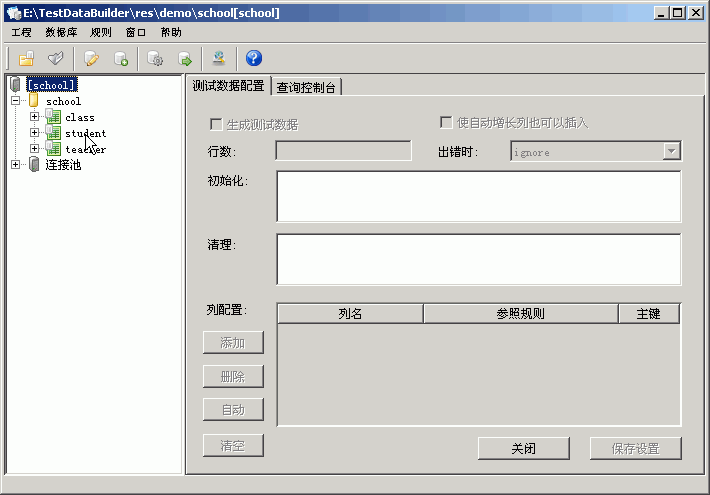 E:\TestDataBuilder\res\demo\school[school]
工程 数据库 规则 窗口 帮助
[school]
school
class
student
teacher
连接池
测试数据配置 查询控制台
生成测试数据 使自动增长列也可以插入
行数: 出错时: ignore
初始化:
清理:
列配置: 列名 参照规则 主键
添加
删除
自动
清空
关闭 保存设置